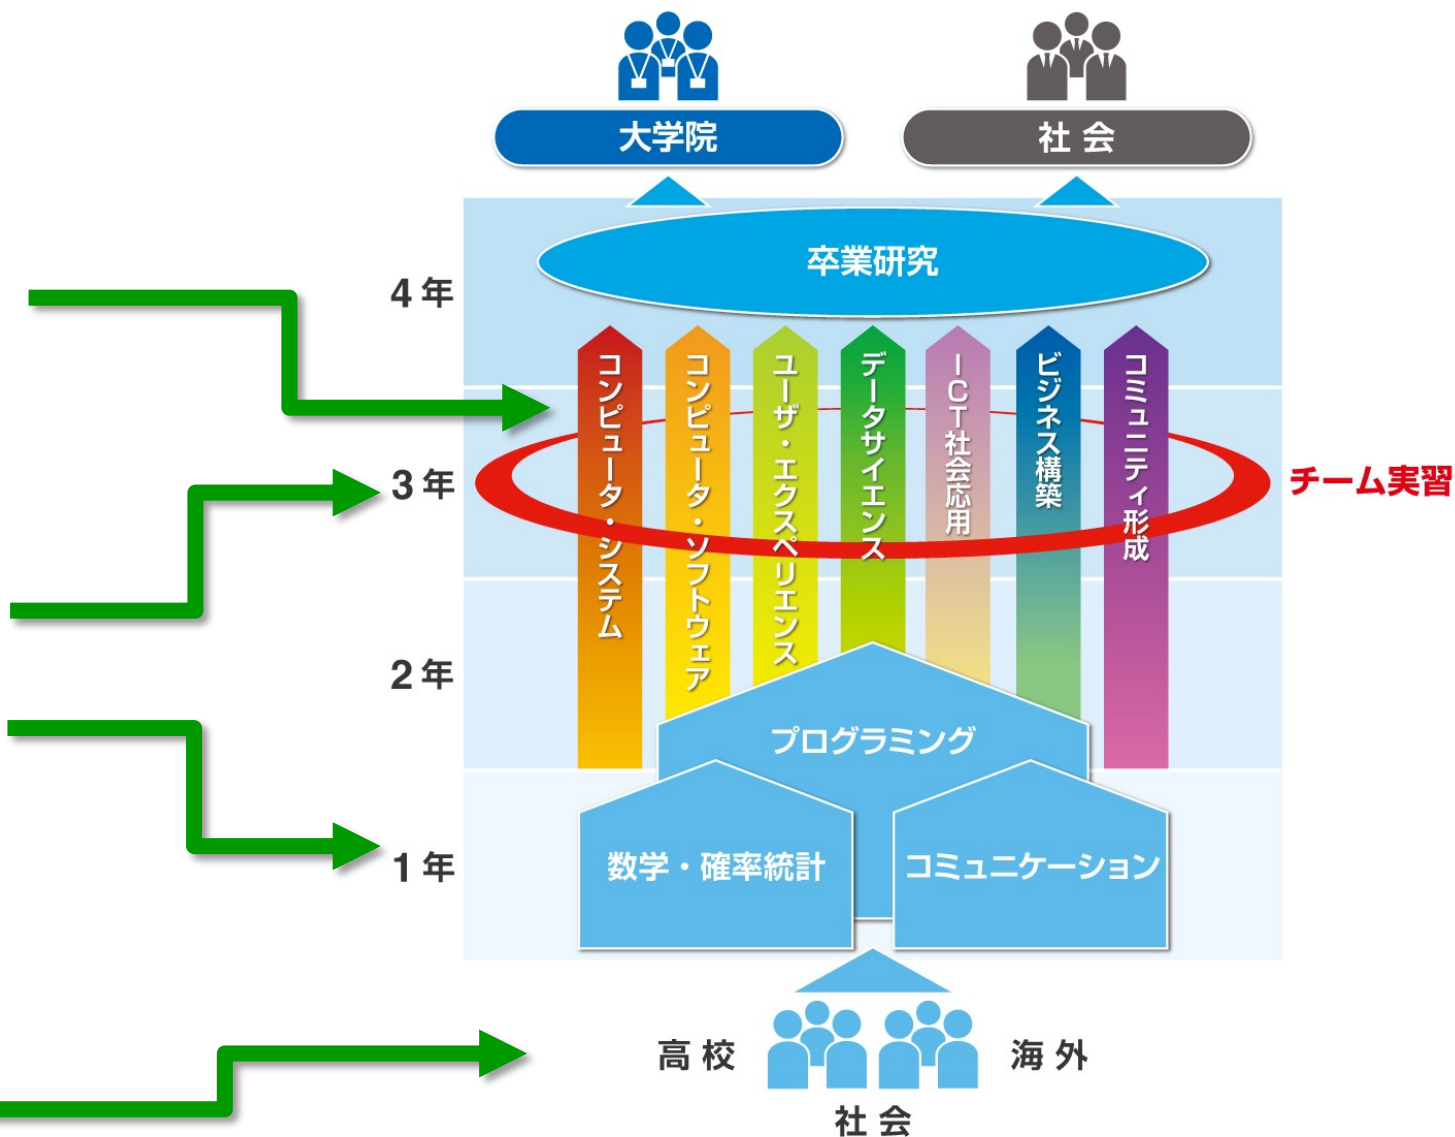 大学院
社会
卒業研究
4年
コンピュータ・システム
コンピュータ・ソフトウェア
ユーザ・エクスペリエンス
データサイエンス
ICT社会応用
ビジネス構築
コミュニティ形成
3年
チーム実習
2年
プログラミング
1年
数学・確率統計
コミュニケーション
高校
海外
社会